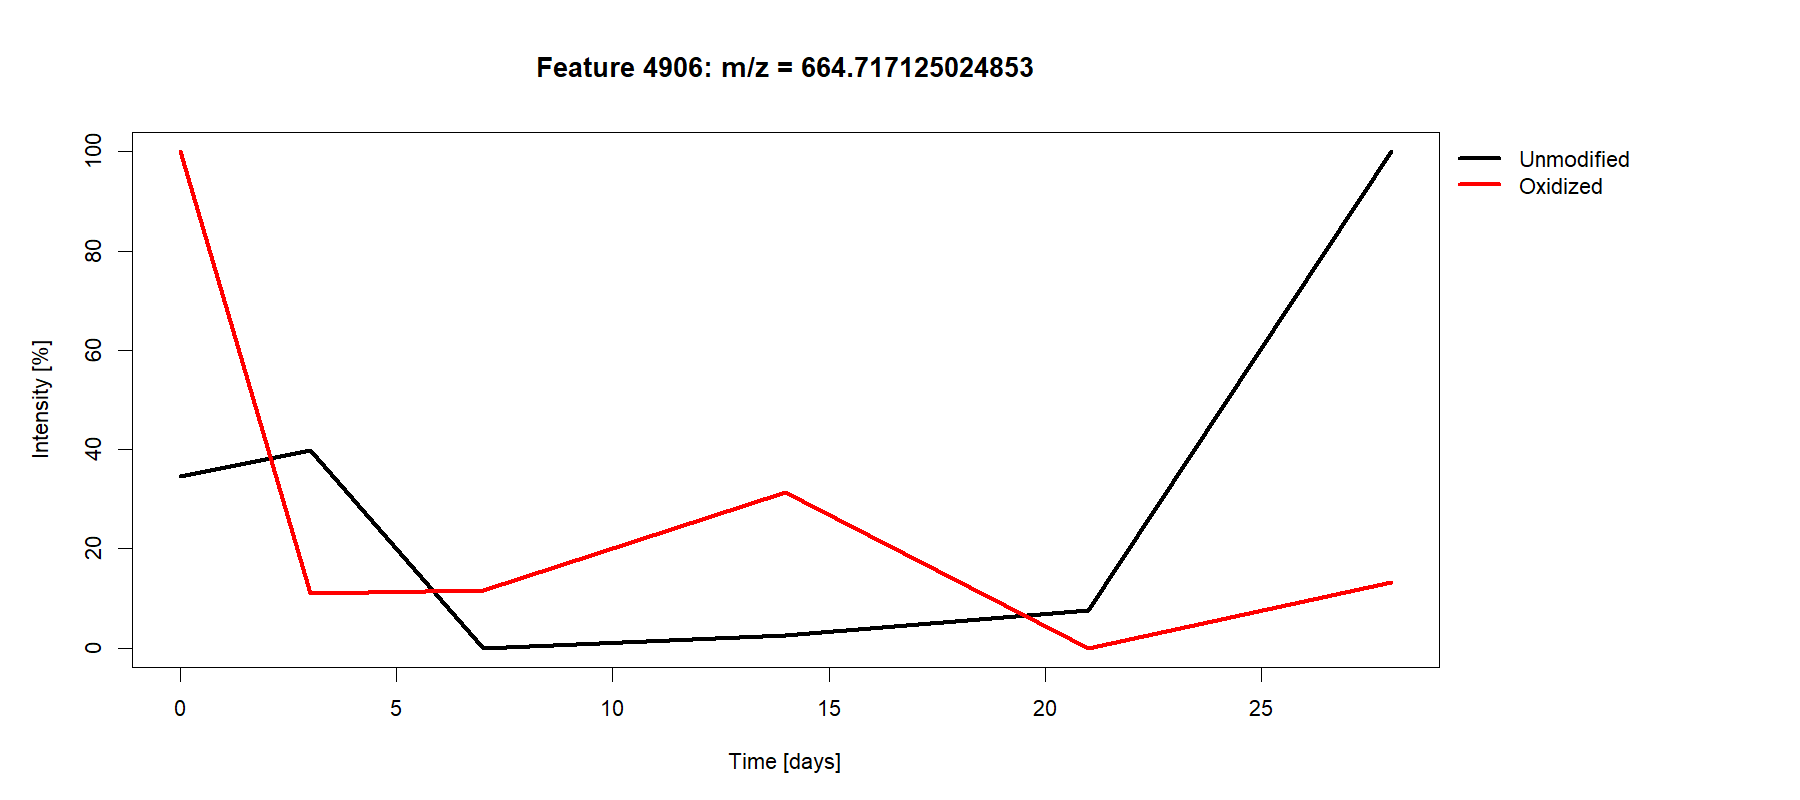 Feature 4906: m/z = 664.717125024853
Unmodified
Oxidized
Intensity [%]
100
80
60
40
20
0
0 5 10 15 20 25
Time [days]